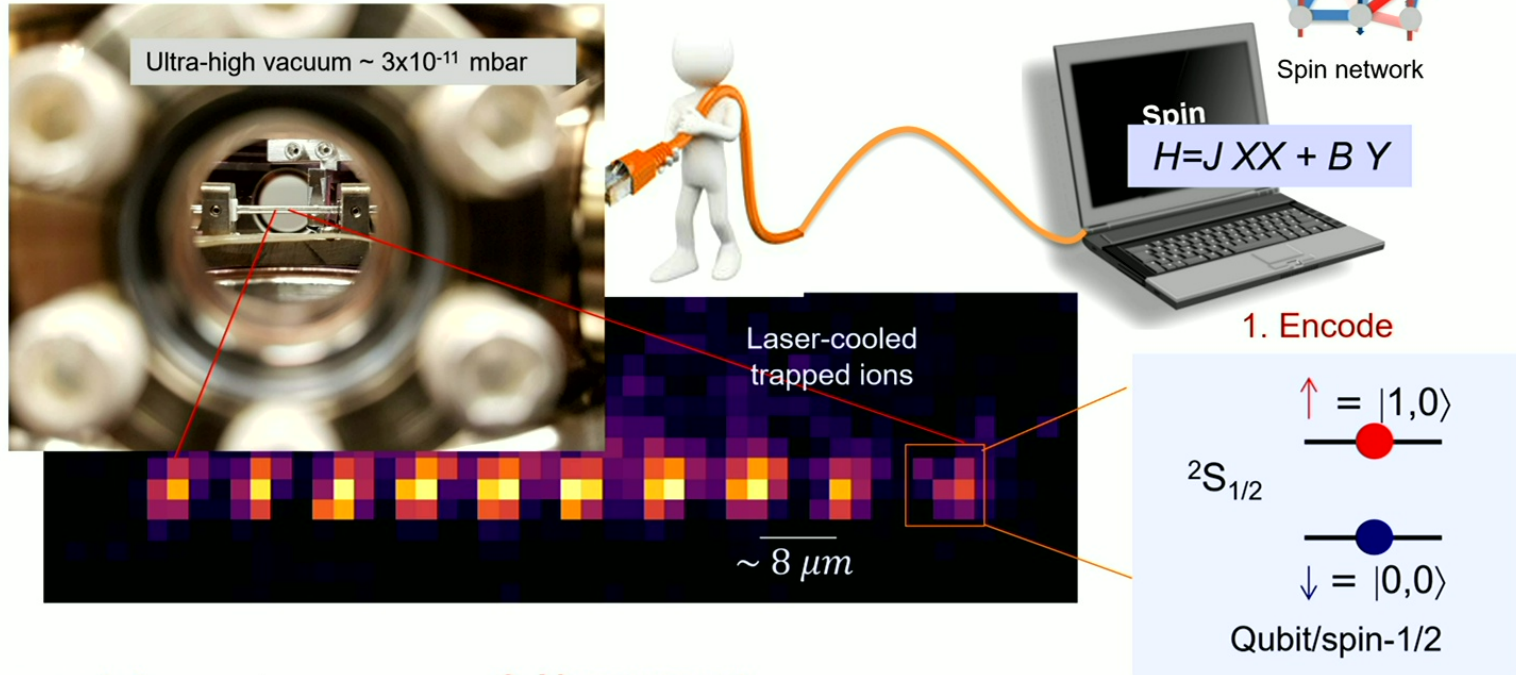 Ultra-high vacuum ~ 3x10⁻¹¹ mbar
Spin network
Spin
H=J XX + B Y
1. Encode
Laser-cooled
trapped ions
↑ = |1,0⟩
²S₁/₂
~ 8 μm
↓ = |0,0⟩
Qubit/spin-1/2